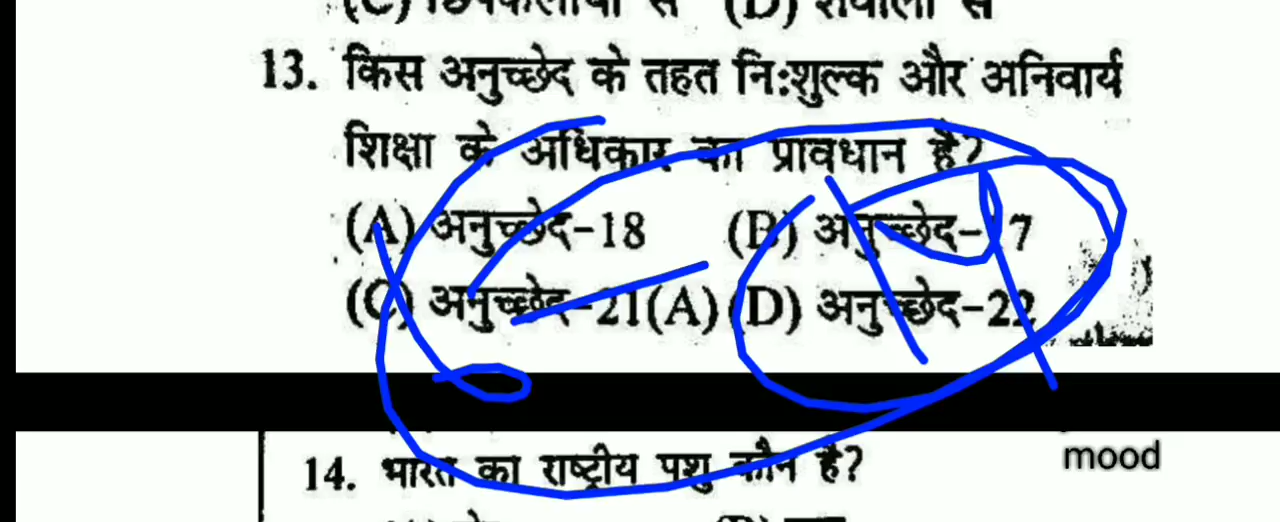 13. किस अनुच्छेद के तहत नि:शुल्क और अनिवार्य
शिक्षा के अधिकार का प्रावधान है?
(A) अनुच्छेद-18 (B) अनुच्छेद-17
(C) अनुच्छेद-21(A) (D) अनुच्छेद-22
14. भारत का राष्ट्रीय पशु कौन है?
mood